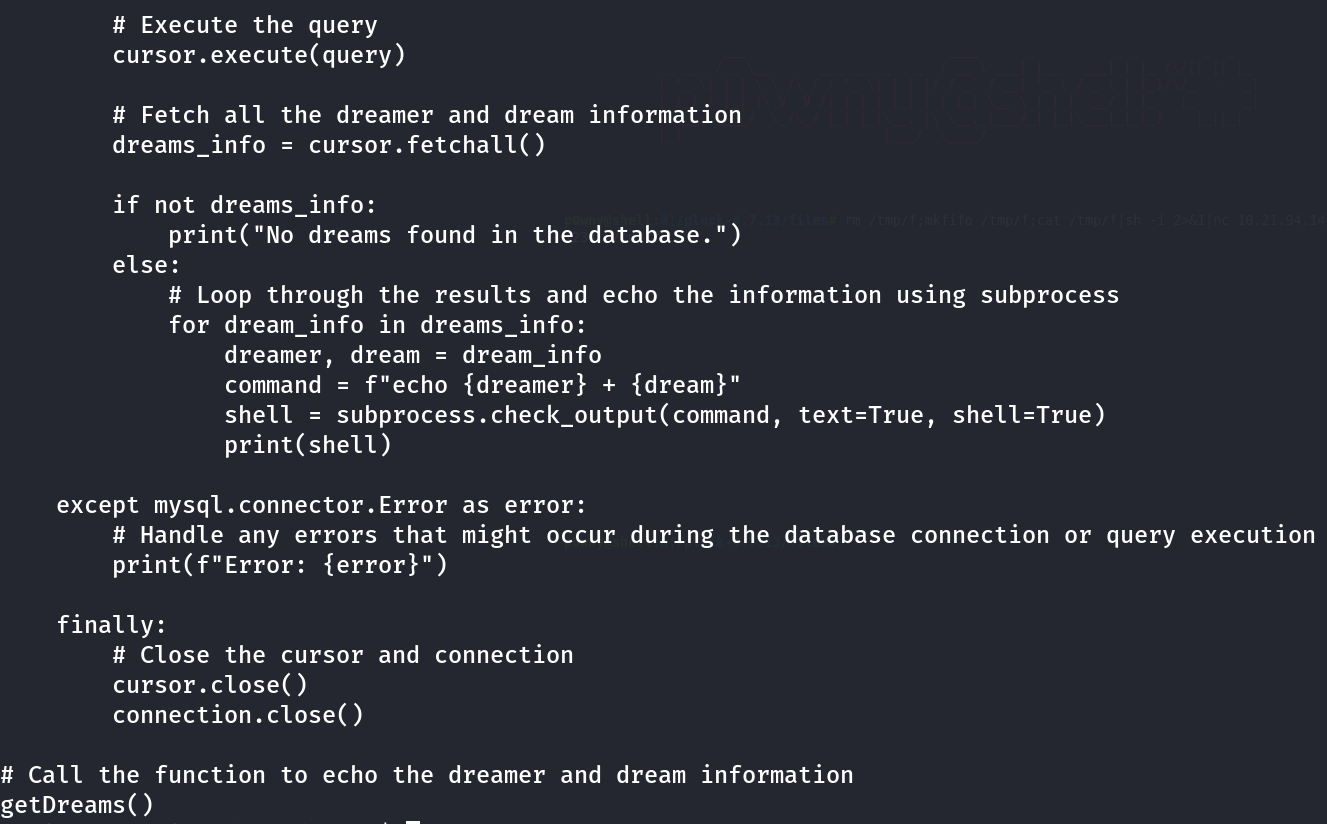 # Execute the query
cursor.execute(query)
# Fetch all the dreamer and dream information
dreams_info = cursor.fetchall()
if not dreams_info:
print("No dreams found in the database.")
else:
# Loop through the results and echo the information using subprocess
for dream_info in dreams_info:
dreamer, dream = dream_info
command = f"echo {dreamer} + {dream}"
shell = subprocess.check_output(command, text=True, shell=True)
print(shell)
except mysql.connector.Error as error:
# Handle any errors that might occur during the database connection or query execution
print(f"Error: {error}")
finally:
# Close the cursor and connection
cursor.close()
connection.close()
# Call the function to echo the dreamer and dream information
getDreams()